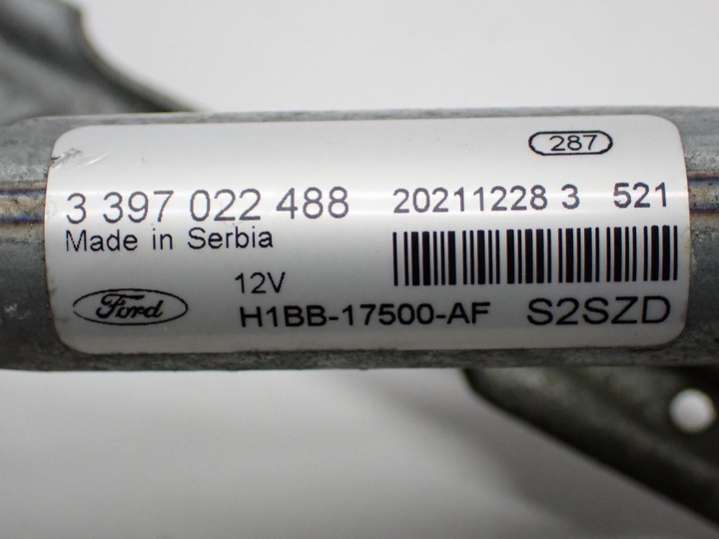 287
3 397 022 488 20211228 3 521
Made in Serbia
12V
Ford H1BB-17500-AF S2SZD